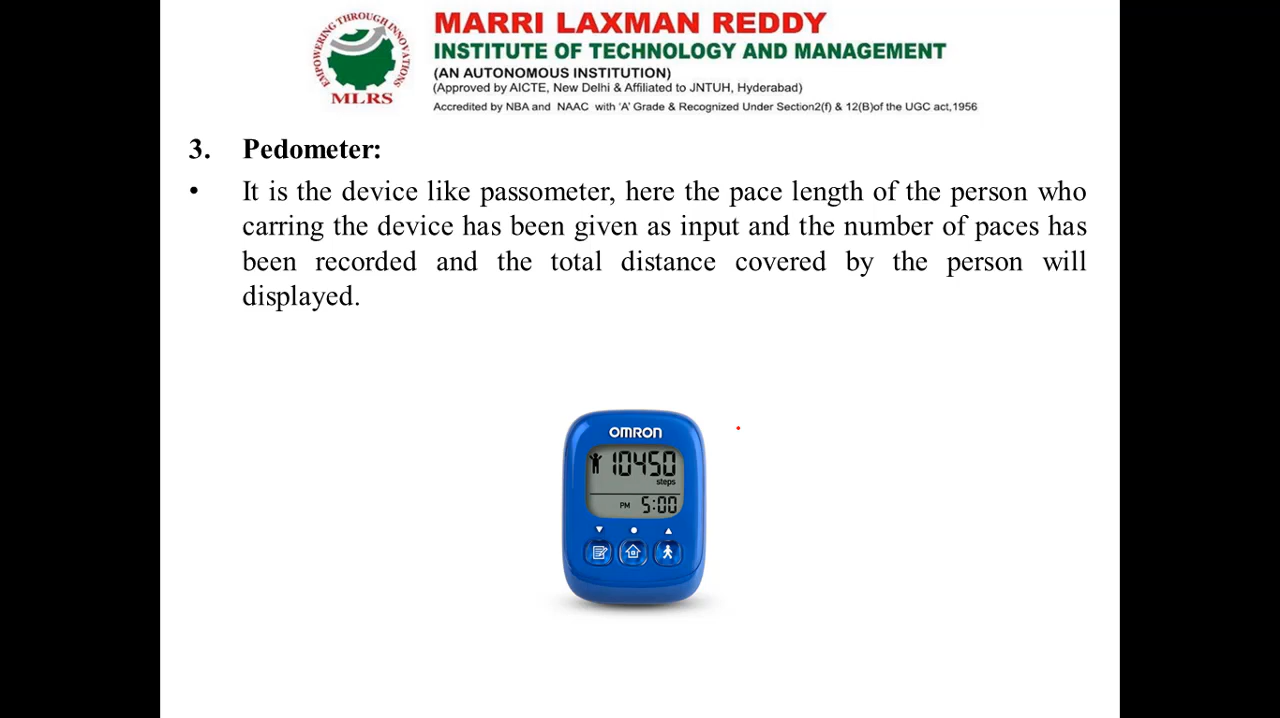 EMPOWERING THROUGH INNOVATIONS
MLRS
MARRI LAXMAN REDDY
INSTITUTE OF TECHNOLOGY AND MANAGEMENT
(AN AUTONOMOUS INSTITUTION)
(Approved by AICTE, New Delhi & Affiliated to JNTUH, Hyderabad)
Accredited by NBA and NAAC with 'A' Grade & Recognized Under Section2(f) & 12(B)of the UGC act,1956
3. Pedometer:
• It is the device like passometer, here the pace length of the person who
carring the device has been given as input and the number of paces has
been recorded and the total distance covered by the person will
displayed.
OMRON
10450
steps
PM 5:00